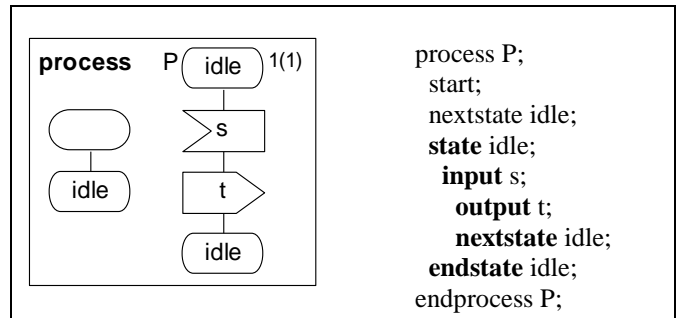 process P idle 1(1)
s
idle t
idle
process P;
start;
nextstate idle;
state idle;
input s;
output t;
nextstate idle;
endstate idle;
endprocess P;